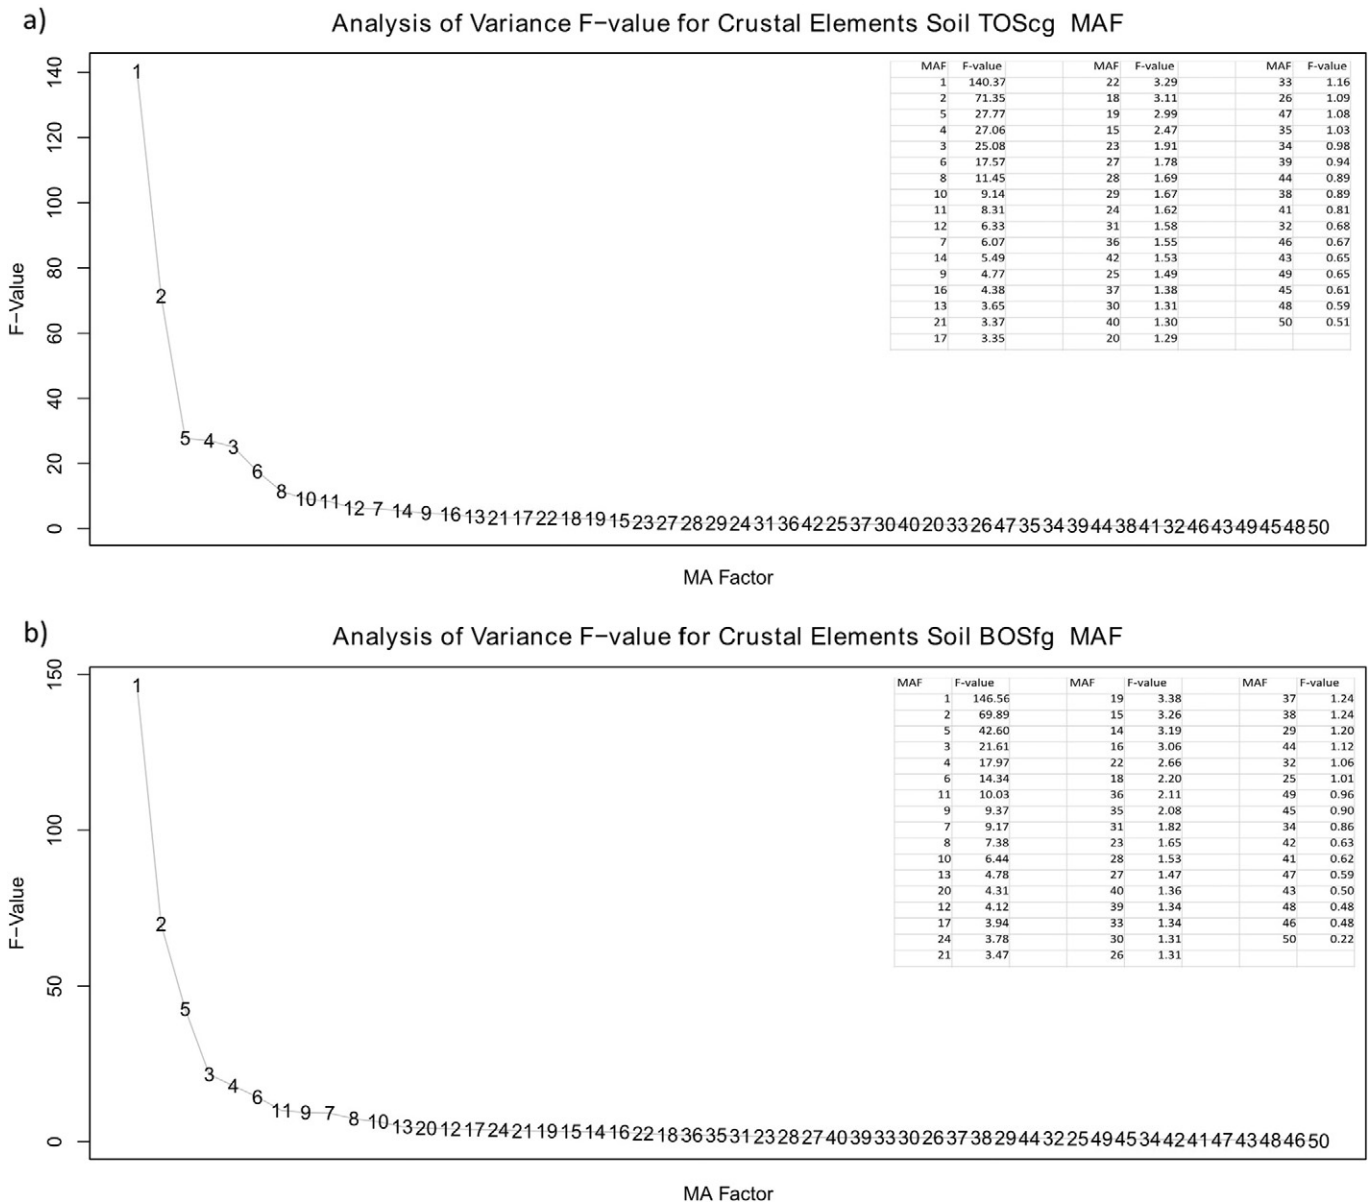 a)
Analysis of Variance F−value for Crustal Elements Soil TOScg MAF
F−Value
140
120
100
80
60
40
20
0
MAF F-value MAF F-value MAF F-value
1 140.37 22 3.29 33 1.16
2 71.35 18 3.11 26 1.09
5 27.77 19 2.99 47 1.08
4 27.06 15 2.47 35 1.03
3 25.08 23 1.91 34 0.98
6 17.57 27 1.78 39 0.94
8 11.45 28 1.69 44 0.89
10 9.14 29 1.67 38 0.89
11 8.31 24 1.62 41 0.81
12 6.33 31 1.58 32 0.68
7 6.07 36 1.55 46 0.67
14 5.49 42 1.53 43 0.65
9 4.77 25 1.49 49 0.65
16 4.38 37 1.38 45 0.61
13 3.65 30 1.31 48 0.59
21 3.37 40 1.30 50 0.51
17 3.35 20 1.29
1 2 5 4 3 6 8 10 11 12 7 14 9 16 13 21 17 22 18 19 15 23 27 28 29 24 31 36 42 25 37 30 40 20 33 26 47 35 34 39 44 38 41 32 46 43 49 45 48 50
MA Factor
b)
Analysis of Variance F−value for Crustal Elements Soil BOSfg MAF
F−Value
150
100
50
0
MAF F-value MAF F-value MAF F-value
1 146.56 19 3.38 37 1.24
2 69.89 15 3.26 38 1.24
5 42.60 14 3.19 29 1.20
3 21.61 16 3.06 44 1.12
4 17.97 22 2.66 32 1.06
6 14.34 18 2.20 25 1.01
11 10.03 36 2.11 49 0.96
9 9.37 35 2.08 45 0.90
7 9.17 31 1.82 34 0.86
8 7.38 23 1.65 42 0.63
10 6.44 28 1.53 41 0.62
13 4.78 27 1.47 47 0.59
20 4.31 40 1.36 43 0.50
12 4.12 39 1.34 48 0.48
17 3.94 33 1.34 46 0.48
24 3.78 30 1.31 50 0.22
21 3.47 26 1.31
1 2 5 3 4 6 11 9 7 8 10 13 20 12 17 24 21 19 15 14 16 22 18 36 35 31 23 28 27 40 39 33 30 26 37 38 29 44 32 25 49 45 34 42 41 47 43 48 46 50
MA Factor